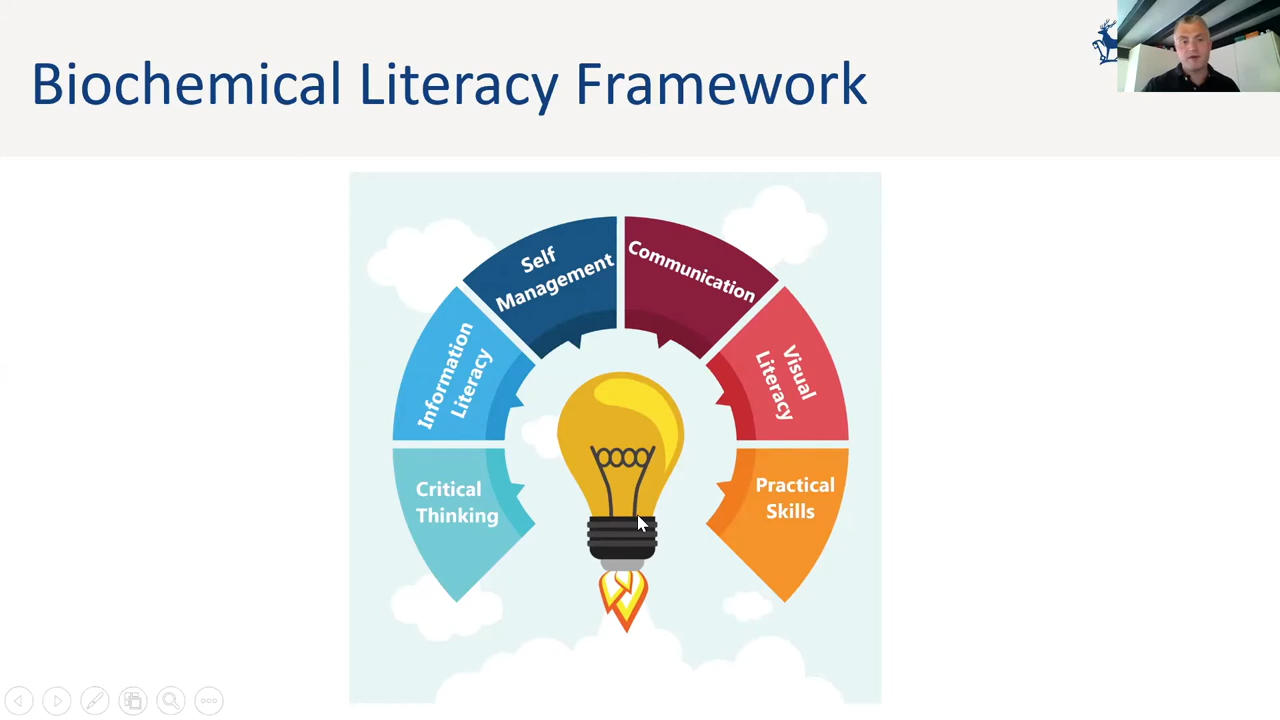 Biochemical Literacy Framework
Self
Management
Communication
Information
Literacy
Visual
Literacy
Critical
Thinking
Practical
Skills